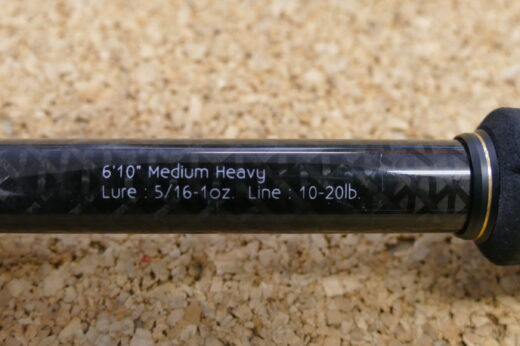 6'10" Medium Heavy
Lure : 5/16-1oz. Line : 10-20lb.